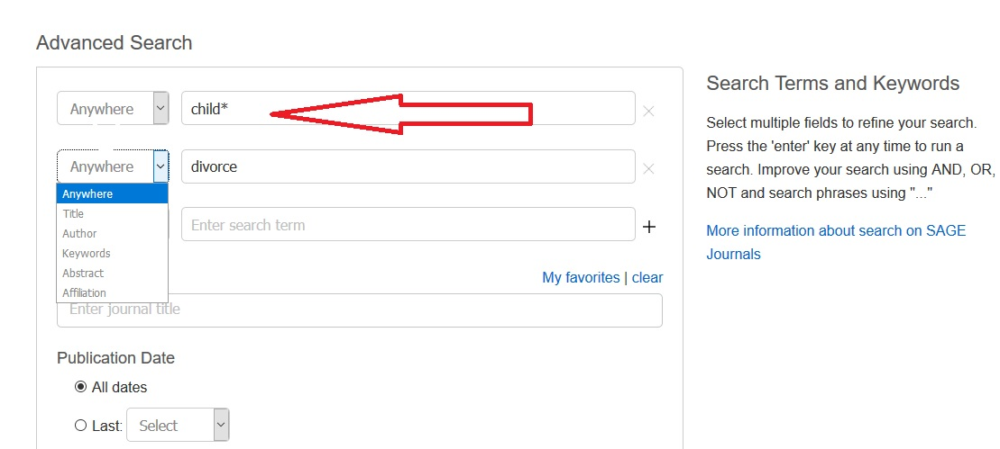 Advanced Search
Anywhere
child*
Anywhere
divorce
Anywhere
Title
Author
Keywords
Abstract
Affiliation
Enter search term
+
My favorites | clear
Enter journal title
Publication Date
All dates
Last: Select
Search Terms and Keywords
Select multiple fields to refine your search.
Press the 'enter' key at any time to run a
search. Improve your search using AND, OR,
NOT and search phrases using "..."
More information about search on SAGE
Journals